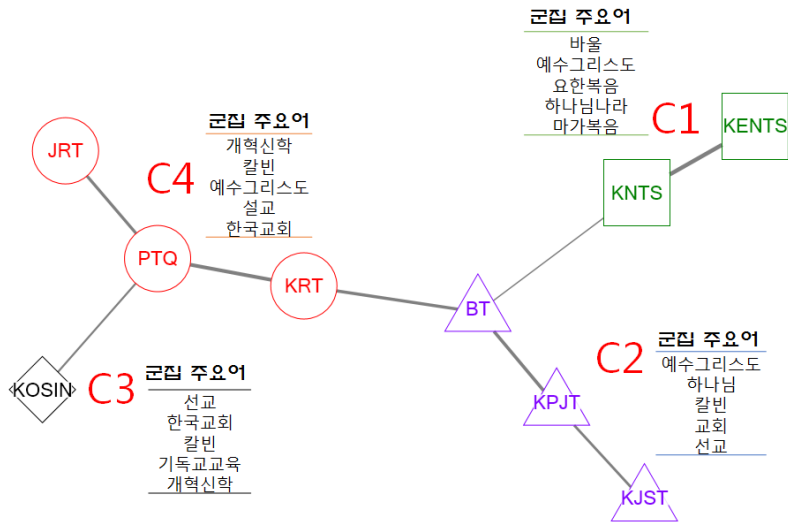 군집 주요어
바울
예수그리스도
요한복음
하나님나라
마가복음
C1
KENTS
KNTS
JRT
C4
군집 주요어
개혁신학
칼빈
예수그리스도
설교
한국교회
PTQ
KRT
BT
KOSIN
C3
군집 주요어
선교
한국교회
칼빈
기독교교육
개혁신학
C2
군집 주요어
예수그리스도
하나님
칼빈
교회
선교
KPJT
KJST